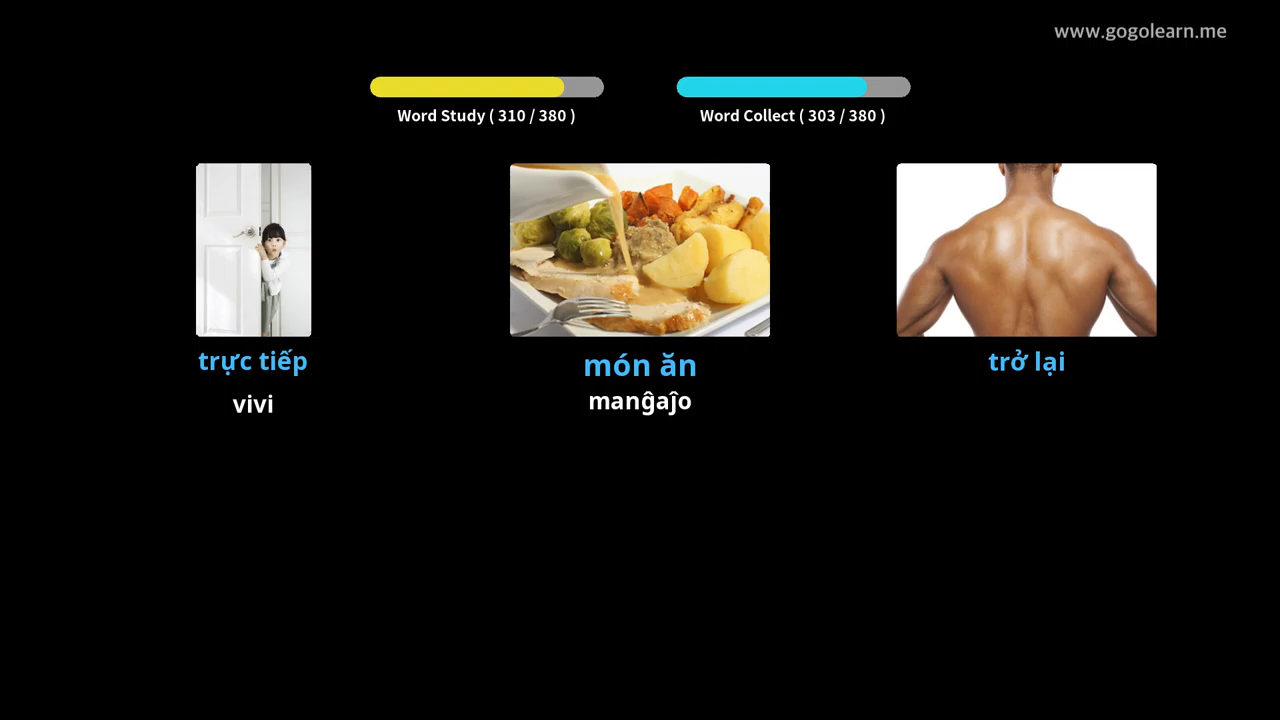 www.gogolearn.me
Word Study ( 310 / 380 )
Word Collect ( 303 / 380 )
trực tiếp
món ăn
trở lại
vivi
manĝaĵo